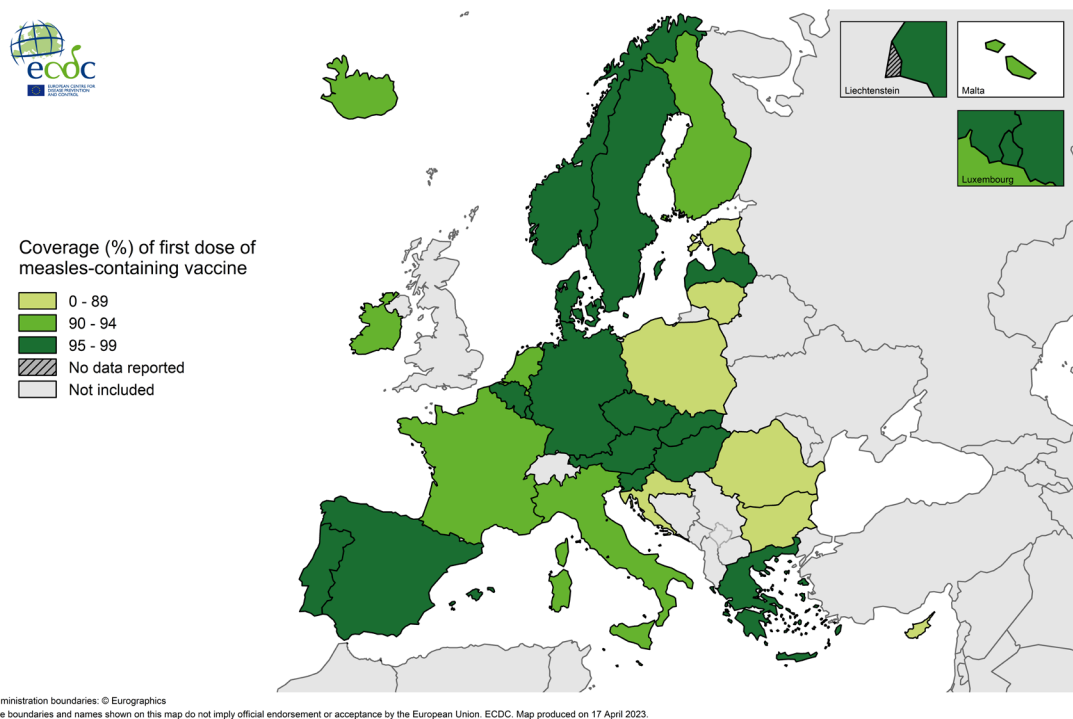 ecdc
EUROPEAN CENTRE FOR
DISEASE PREVENTION
AND CONTROL
Liechtenstein
Malta
Luxembourg
Coverage (%) of first dose of
measles-containing vaccine
0 - 89
90 - 94
95 - 99
No data reported
Not included
ministration boundaries: © Eurographics
e boundaries and names shown on this map do not imply official endorsement or acceptance by the European Union. ECDC. Map produced on 17 April 2023.